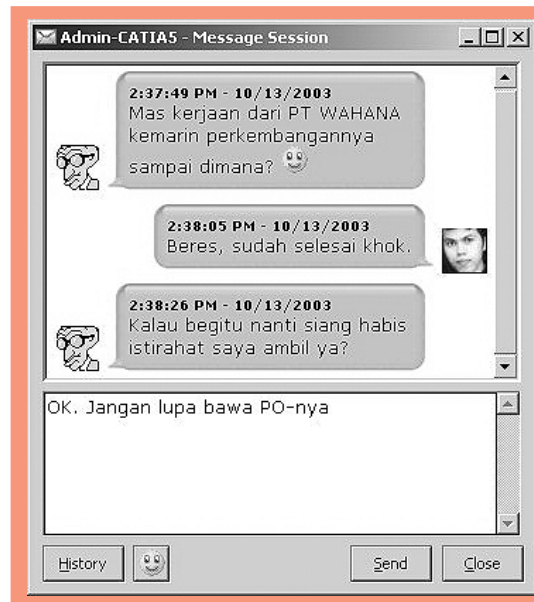 Admin-CATIA5 - Message Session
2:37:49 PM - 10/13/2003
Mas kerjaan dari PT WAHANA
kemarin perkembangannya
sampai dimana?
2:38:05 PM - 10/13/2003
Beres, sudah selesai khok.
2:38:26 PM - 10/13/2003
Kalau begitu nanti siang habis
istirahat saya ambil ya?
OK. Jangan lupa bawa PO-nya
History
Send
Close